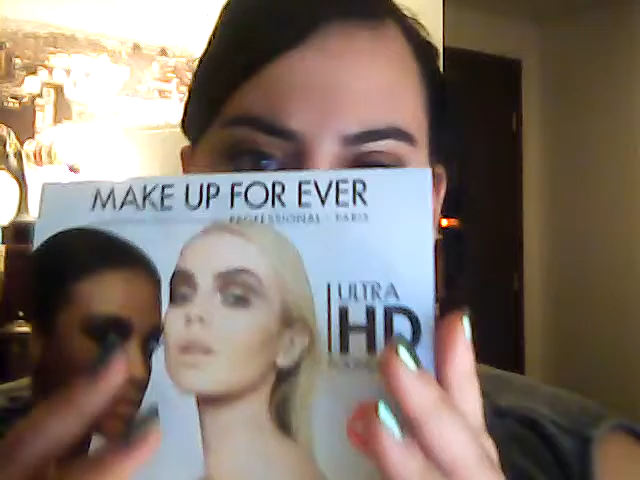 MAKE UP FOR EVER
PROFESSIONAL - PARIS
ULTRA
HD